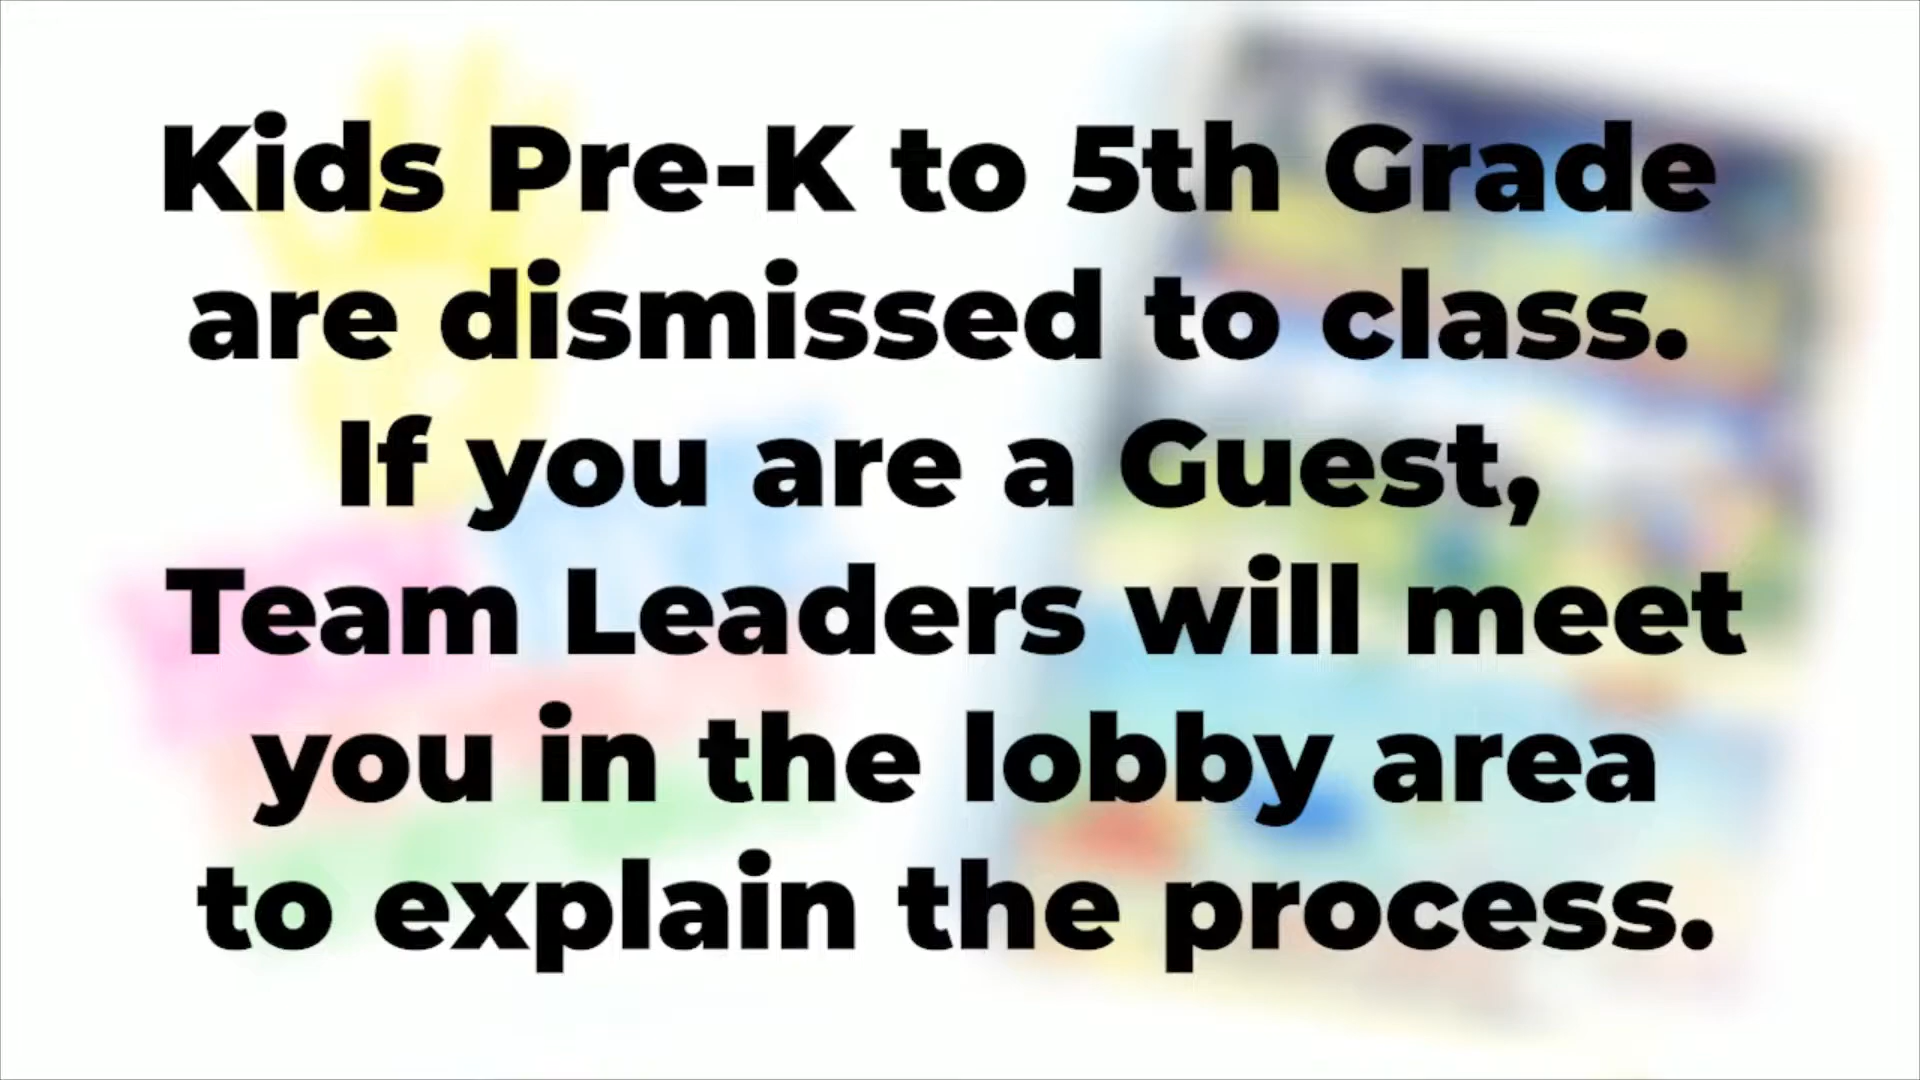 Kids Pre-K to 5th Grade
are dismissed to class.
If you are a Guest,
Team Leaders will meet
you in the lobby area
to explain the process.